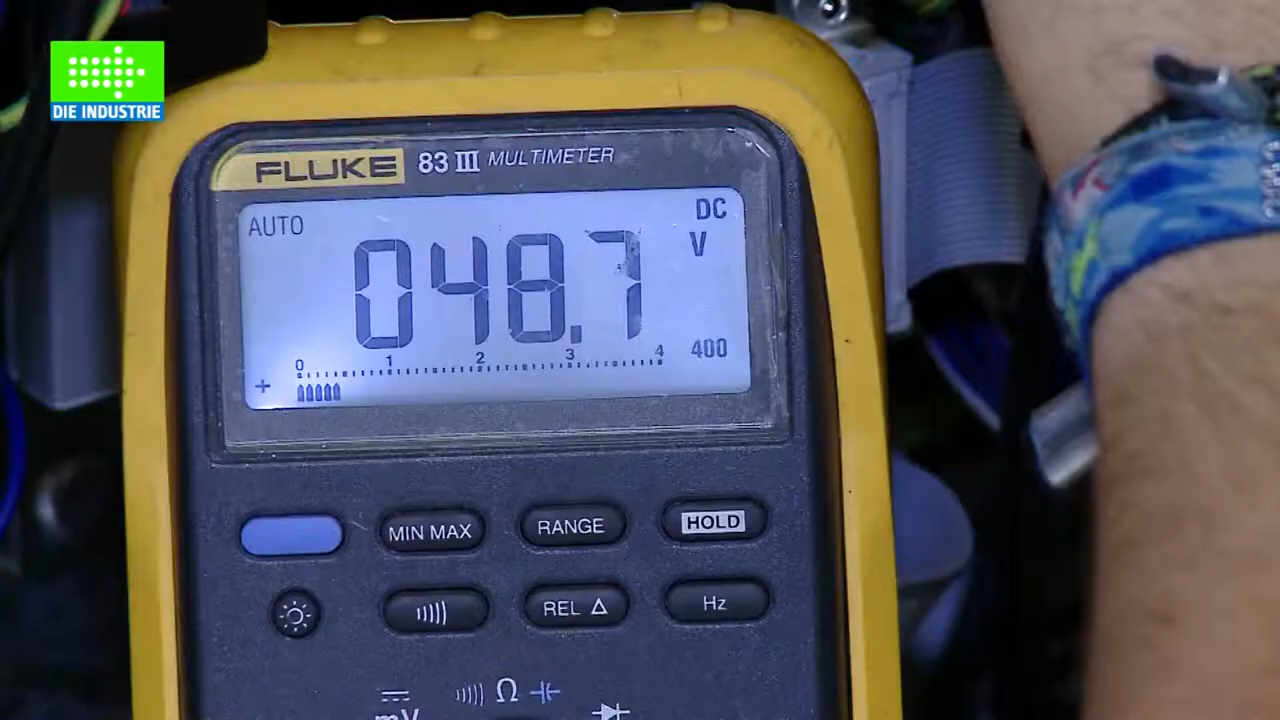 DIE INDUSTRIE
FLUKE 83 III MULTIMETER
AUTO
DC
V
048.7
0 1 2 3 4
400
+
MIN MAX
RANGE
HOLD
REL Δ
Hz
Ω
mV